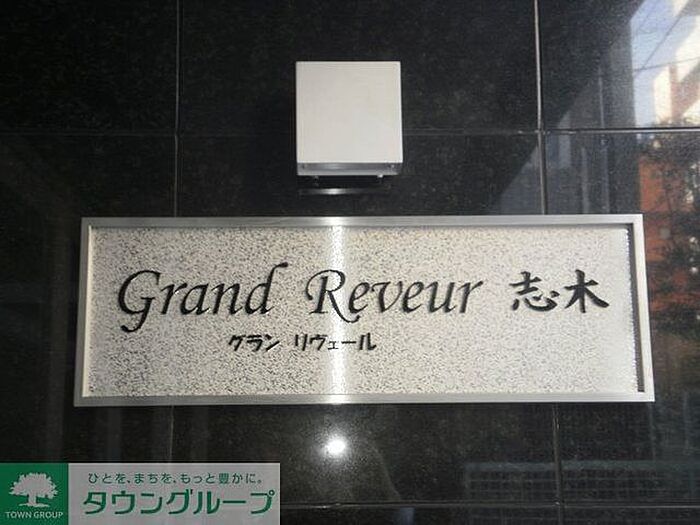 Grand Reveur 志木
グラン リヴェール
ひとを、まちを、もっと豊かに。
タウングループ
TOWN GROUP